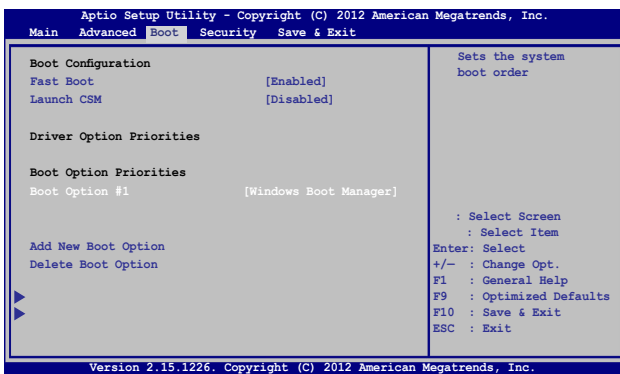 Aptio Setup Utility - Copyright (C) 2012 American Megatrends, Inc.
Main Advanced Boot Security Save & Exit
Boot Configuration
Fast Boot [Enabled]
Launch CSM [Disabled]
Driver Option Priorities
Boot Option Priorities
Boot Option #1 [Windows Boot Manager]
Add New Boot Option
Delete Boot Option
Sets the system
boot order
: Select Screen
: Select Item
Enter: Select
+/— : Change Opt.
F1 : General Help
F9 : Optimized Defaults
F10 : Save & Exit
ESC : Exit
Version 2.15.1226. Copyright (C) 2012 American Megatrends, Inc.